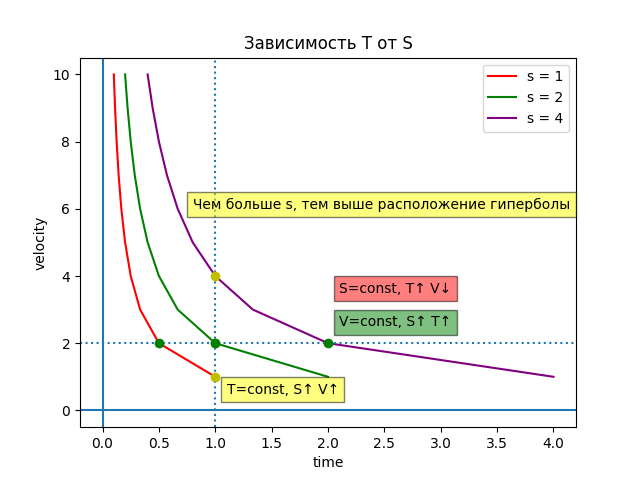 Зависимость T от S
s = 1
s = 2
s = 4
10
8
6
4
2
0
velocity
Чем больше s, тем выше расположение гиперболы
S=const, T↑ V↓
V=const, S↑ T↑
T=const, S↑ V↑
0.0 0.5 1.0 1.5 2.0 2.5 3.0 3.5 4.0
time